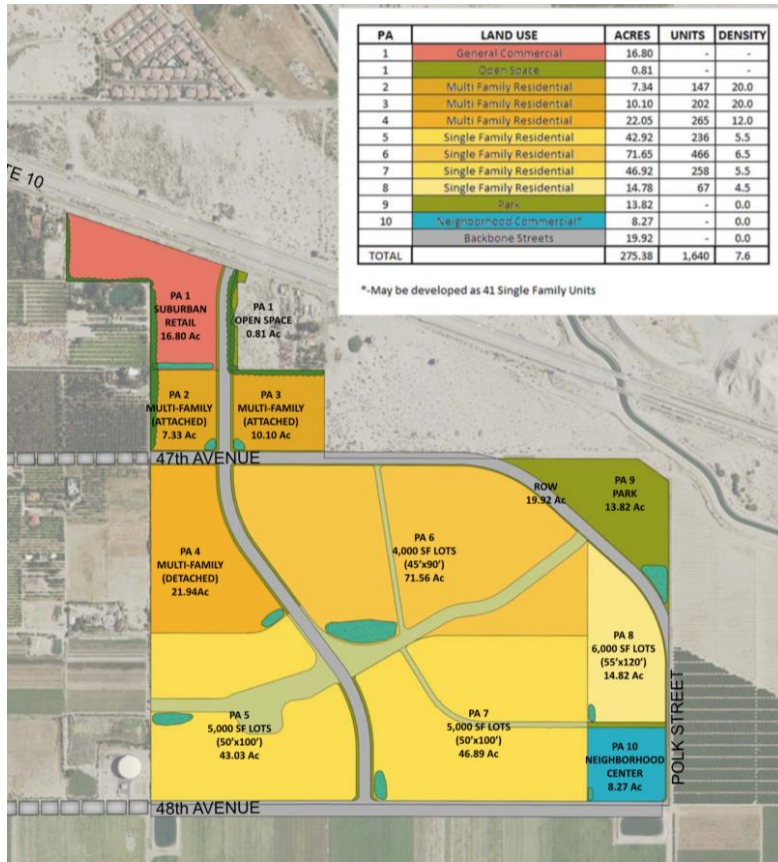 PA LAND USE ACRES UNITS DENSITY
1 General Commercial 16.80 - -
1 Open Space 0.81 - -
2 Multi Family Residential 7.34 147 20.0
3 Multi Family Residential 10.10 202 20.0
4 Multi Family Residential 22.05 265 12.0
5 Single Family Residential 42.92 236 5.5
6 Single Family Residential 71.65 466 6.5
7 Single Family Residential 46.92 258 5.5
8 Single Family Residential 14.78 67 4.5
9 Park 13.82 - 0.0
10 Neighborhood Commercial* 8.27 - 0.0
Backbone Streets 19.92 - 0.0
TOTAL 275.38 1,640 7.6
*-May be developed as 41 Single Family Units
TE 10
PA 1
SUBURBAN
RETAIL
16.80 Ac
PA 1
OPEN SPACE
0.81 Ac
PA 2
MULTI-FAMILY
(ATTACHED)
7.33 Ac
PA 3
MULTI-FAMILY
(ATTACHED)
10.10 Ac
47th AVENUE
ROW
19.92 Ac
PA 9
PARK
13.82 Ac
PA 4
MULTI-FAMILY
(DETACHED)
21.94Ac
PA 6
4,000 SF LOTS
(45'x90')
71.56 Ac
PA 8
6,000 SF LOTS
(55'x120')
14.82 Ac
PA 5
5,000 SF LOTS
(50'x100')
43.03 Ac
PA 7
5,000 SF LOTS
(50'x100')
46.89 Ac
PA 10
NEIGHBORHOOD
CENTER
8.27 Ac
POLK STREET
48th AVENUE